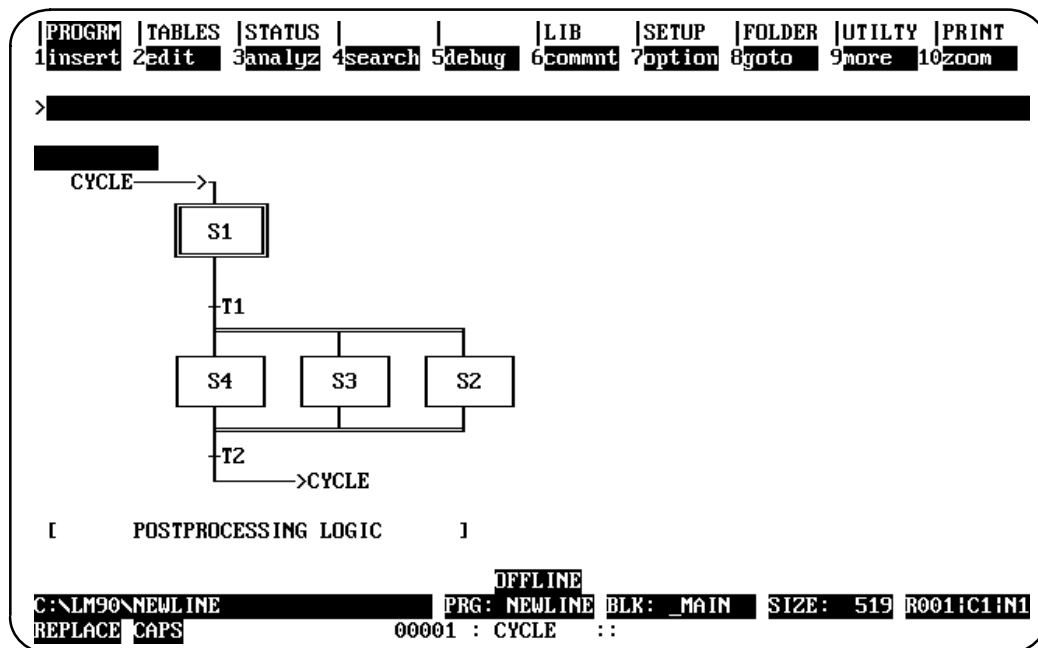 |PROGRM |TABLES |STATUS | | |LIB |SETUP |FOLDER |UTILTY |PRINT
1insert 2edit 3analyz 4search 5debug 6commnt 7option 8goto 9more 10zoom
>
CYCLE
S1
T1
S4 S3 S2
T2
>CYCLE
[ POSTPROCESSING LOGIC ]
OFFLINE
C:\LM90\NEWLINE PRG: NEWLINE BLK: _MAIN SIZE: 519 R001¦C1¦N1
REPLACE CAPS 00001 : CYCLE ::